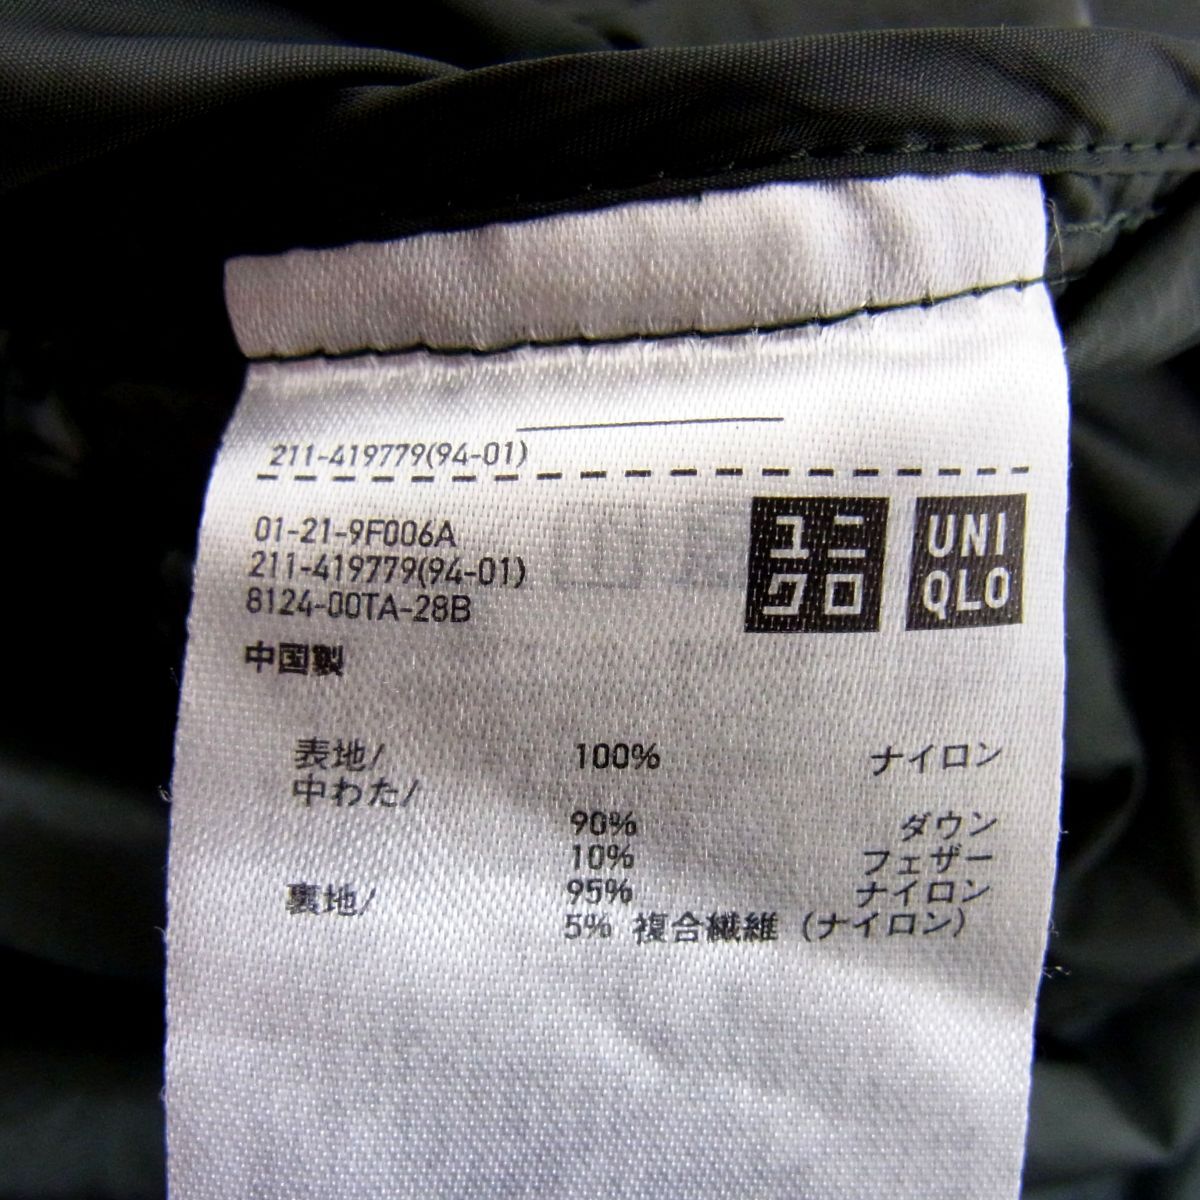 211-419779(94-01)
01-21-9F006A
211-419779(94-01)
8124-00TA-28B
中国製
ユニ
クロ
UNI
QLO
表地/ 100% ナイロン
中わた/
90% ダウン
10% フェザー
裏地/ 95% ナイロン
5% 複合繊維 (ナイロン)